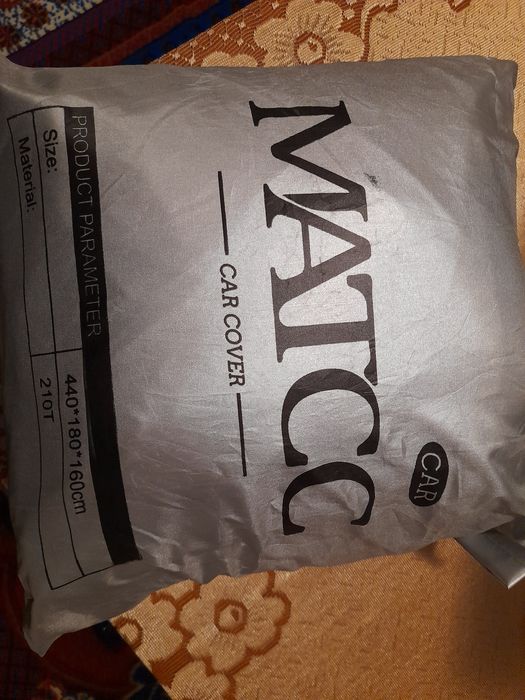 CAR
MATCC
CAR COVER
PRODUCT PARAMETER
Size: 440*180*160cm
Material: 210T